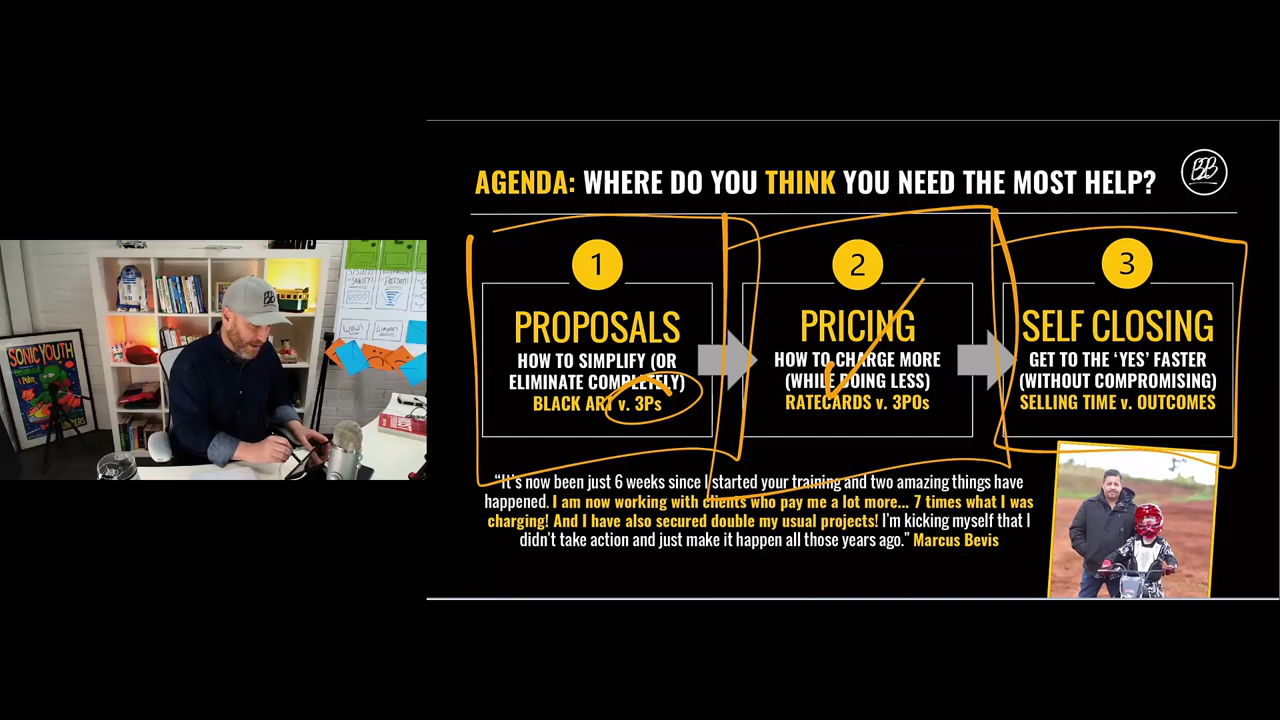 AGENDA: WHERE DO YOU THINK YOU NEED THE MOST HELP?
1
PROPOSALS
HOW TO SIMPLIFY (OR
ELIMINATE COMPLETELY)
BLACK ART v. 3Ps
2
PRICING
HOW TO CHARGE MORE
(WHILE DOING LESS)
RATECARDS v. 3POs
3
SELF CLOSING
GET TO THE ‘YES’ FASTER
(WITHOUT COMPROMISING)
SELLING TIME v. OUTCOMES
“It's now been just 6 weeks since I started your training and two amazing things have
happened. I am now working with clients who pay me a lot more... 7 times what I was
charging! And I have also secured double my usual projects! I'm kicking myself that I
didn't take action and just make it happen all those years ago.” Marcus Bevis
SONIC YOUTH